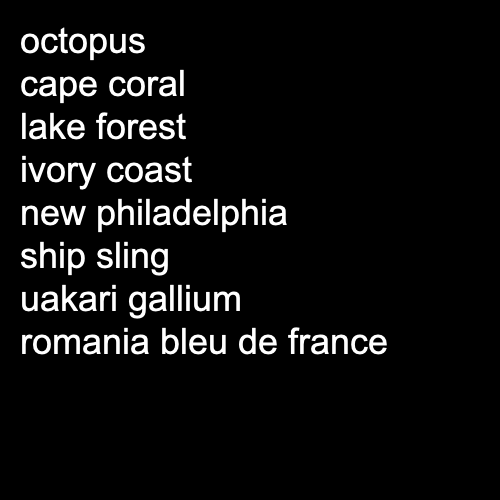 octopus
cape coral
lake forest
ivory coast
new philadelphia
ship sling
uakari gallium
romania bleu de france